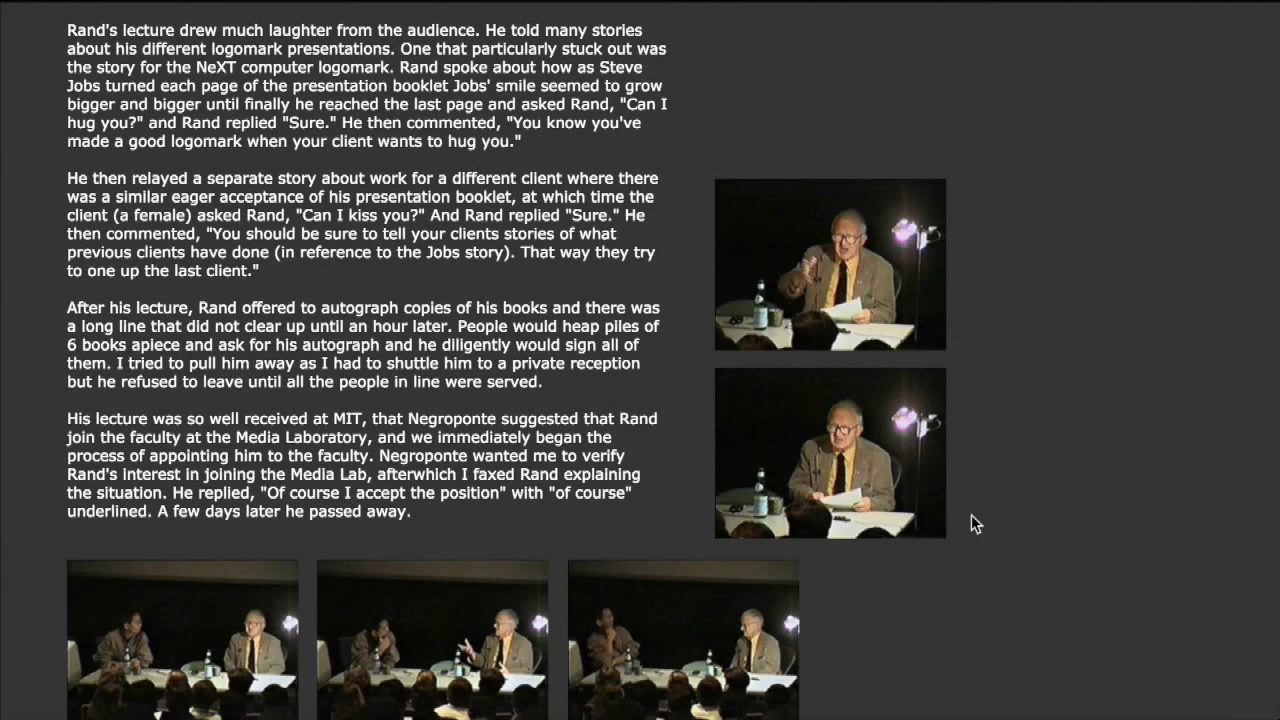 Rand's lecture drew much laughter from the audience. He told many stories
about his different logomark presentations. One that particularly stuck out was
the story for the NeXT computer logomark. Rand spoke about how as Steve
Jobs turned each page of the presentation booklet Jobs' smile seemed to grow
bigger and bigger until finally he reached the last page and asked Rand, "Can I
hug you?" and Rand replied "Sure." He then commented, "You know you've
made a good logomark when your client wants to hug you."
He then relayed a separate story about work for a different client where there
was a similar eager acceptance of his presentation booklet, at which time the
client (a female) asked Rand, "Can I kiss you?" And Rand replied "Sure." He
then commented, "You should be sure to tell your clients stories of what
previous clients have done (in reference to the Jobs story). That way they try
to one up the last client."
After his lecture, Rand offered to autograph copies of his books and there was
a long line that did not clear up until an hour later. People would heap piles of
6 books apiece and ask for his autograph and he diligently would sign all of
them. I tried to pull him away as I had to shuttle him to a private reception
but he refused to leave until all the people in line were served.
His lecture was so well received at MIT, that Negroponte suggested that Rand
join the faculty at the Media Laboratory, and we immediately began the
process of appointing him to the faculty. Negroponte wanted me to verify
Rand's interest in joining the Media Lab, afterwhich I faxed Rand explaining
the situation. He replied, "Of course I accept the position" with "of course"
underlined. A few days later he passed away.